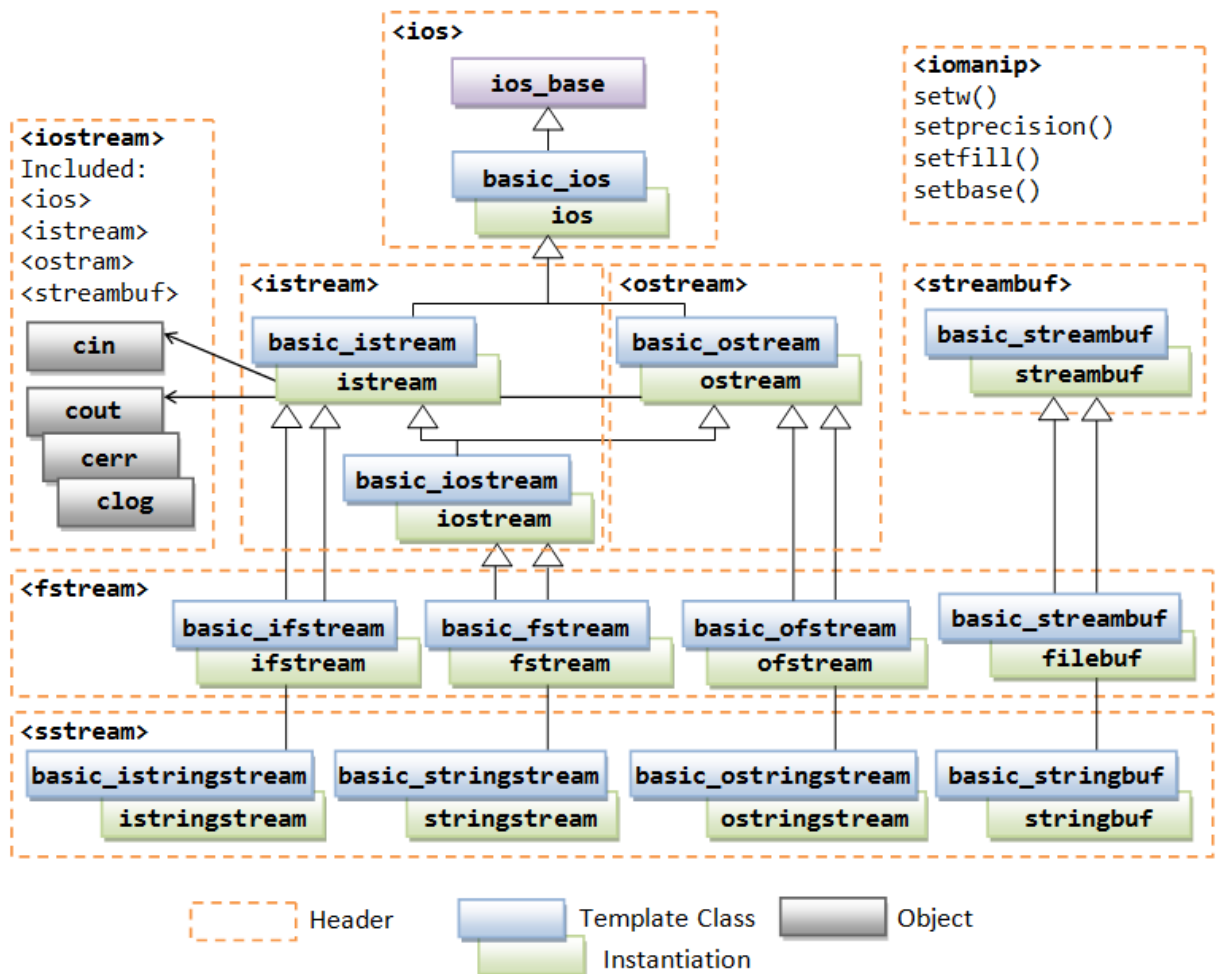 <ios>
ios_base
basic_ios
ios
<iomanip>
setw()
setprecision()
setfill()
setbase()
<iostream>
Included:
<ios>
<istream>
<ostram>
<streambuf>
cin
cout
cerr
clog
<istream>
basic_istream
istream
basic_iostream
iostream
<ostream>
basic_ostream
ostream
<streambuf>
basic_streambuf
streambuf
<fstream>
basic_ifstream
ifstream
basic_fstream
fstream
basic_ofstream
ofstream
basic_streambuf
filebuf
<sstream>
basic_istringstream
istringstream
basic_stringstream
stringstream
basic_ostringstream
ostringstream
basic_stringbuf
stringbuf
Header
Template Class
Instantiation
Object